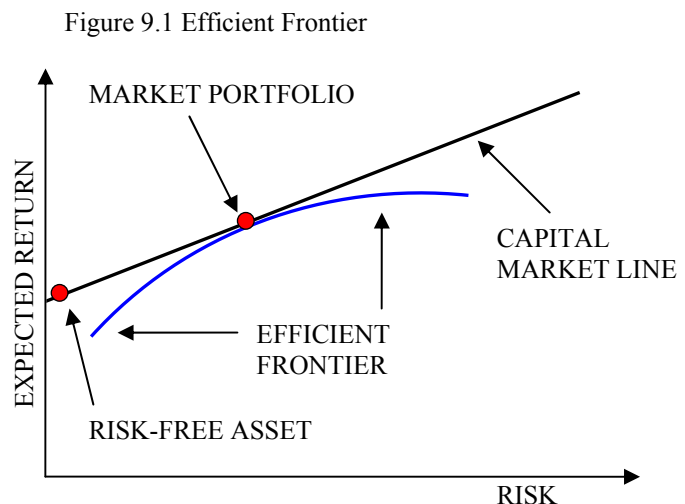 Figure 9.1 Efficient Frontier
MARKET PORTFOLIO
EXPECTED RETURN
CAPITAL
MARKET LINE
EFFICIENT
FRONTIER
RISK-FREE ASSET
RISK